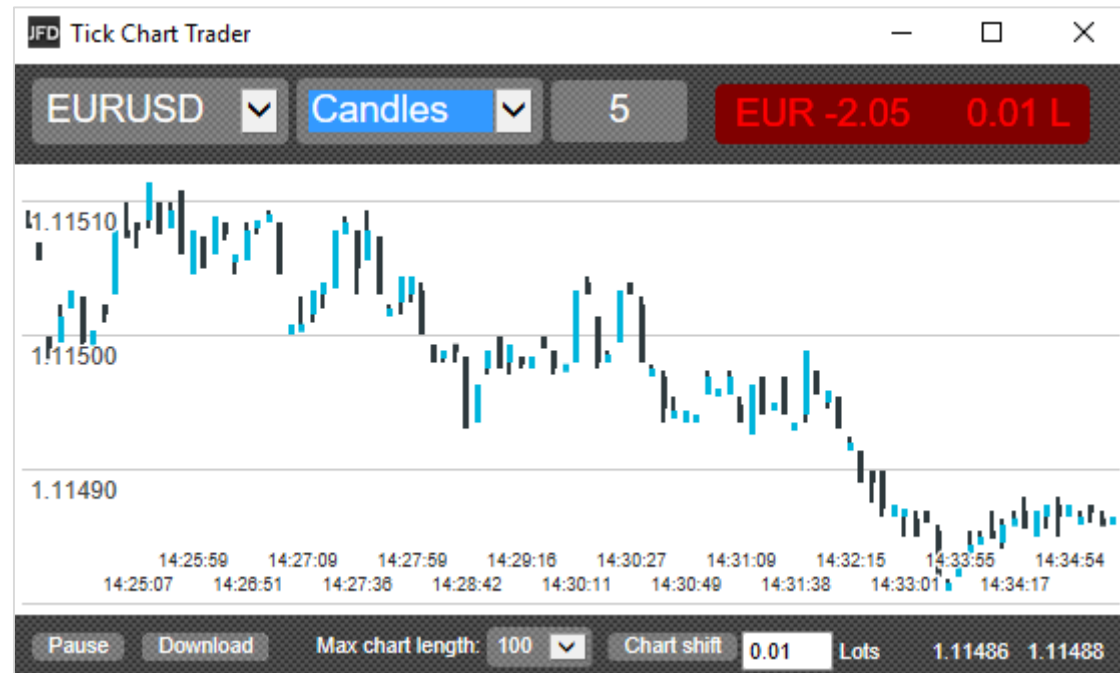 JFD Tick Chart Trader
EURUSD Candles 5 EUR -2.05 0.01 L
1.11510
1.11500
1.11490
14:25:59 14:27:09 14:27:59 14:29:16 14:30:27 14:31:09 14:32:15 14:33:55 14:34:54
14:25:07 14:26:51 14:27:36 14:28:42 14:30:11 14:30:49 14:31:38 14:33:01 14:34:17
Pause Download Max chart length: 100 Chart shift 0.01 Lots 1.11486 1.11488